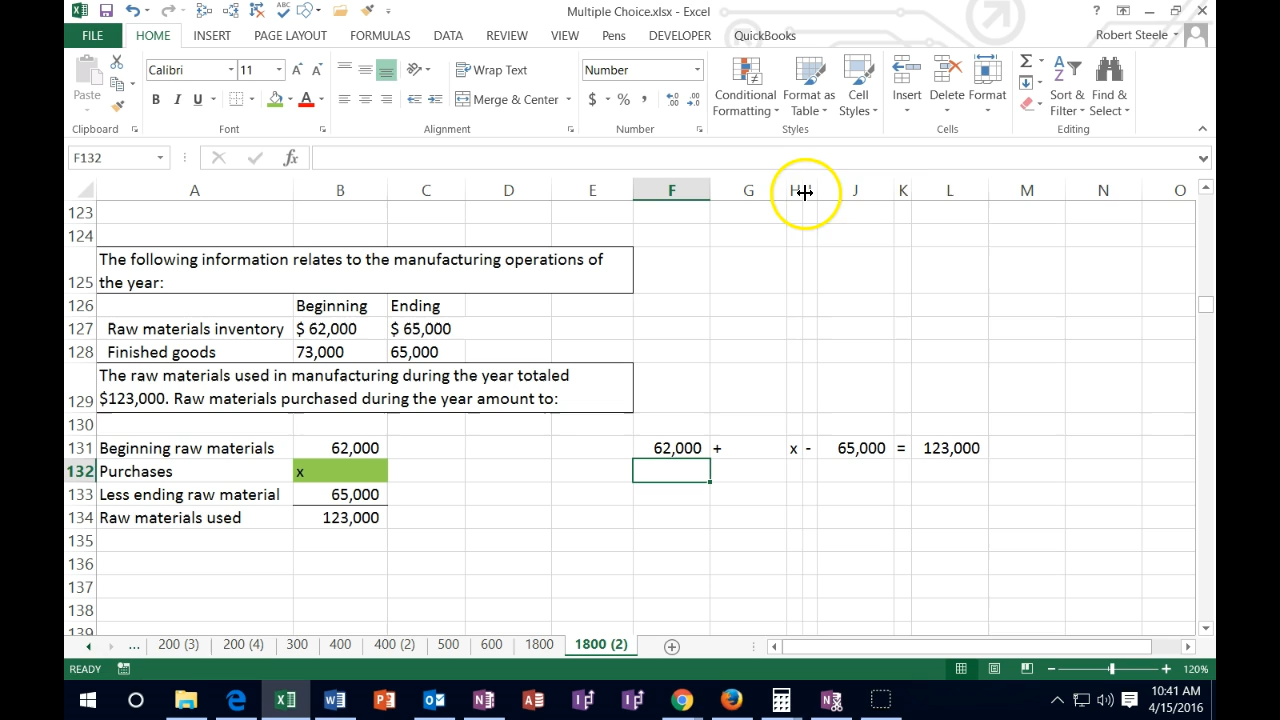 Multiple Choice.xlsx - Excel
FILE HOME INSERT PAGE LAYOUT FORMULAS DATA REVIEW VIEW Pens DEVELOPER QuickBooks Robert Steele
Paste Calibri 11 Wrap Text Number
B I U A Merge & Center $ % Conditional Formatting Format as Table Cell Styles Insert Delete Format Sort & Filter Find & Select
Clipboard Font Alignment Number Styles Cells Editing
F132 fx
A B C D E F G H J K L M N O
123
124
The following information relates to the manufacturing operations of
125 the year:
126 Beginning Ending
127 Raw materials inventory $ 62,000 $ 65,000
128 Finished goods 73,000 65,000
The raw materials used in manufacturing during the year totaled
129 $123,000. Raw materials purchased during the year amount to:
130
131 Beginning raw materials 62,000 62,000 + x - 65,000 = 123,000
132 Purchases x
133 Less ending raw material 65,000
134 Raw materials used 123,000
135
136
137
138
139
... 200 (3) 200 (4) 300 400 400 (2) 500 600 1800 1800 (2)
READY 120%
10:41 AM
4/15/2016